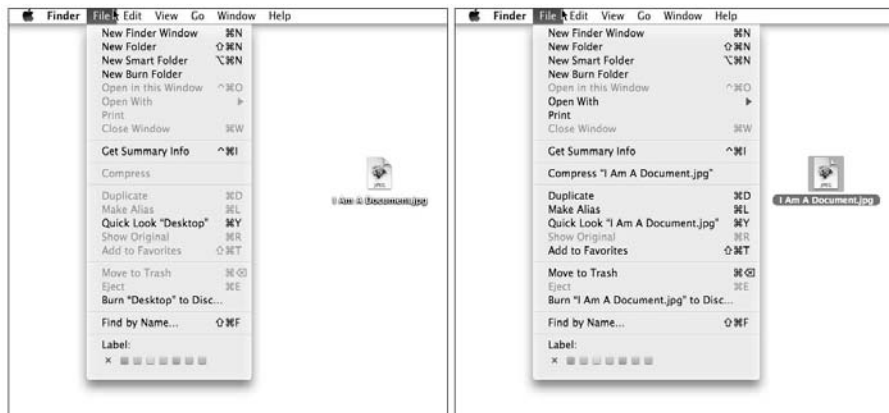 Finder File Edit View Go Window Help
New Finder Window ⌘N
New Folder ⇧⌘N
New Smart Folder ⌥⌘N
New Burn Folder
Open in this Window ^⌘O
Open With ▶
Print
Close Window ⌘W
Get Summary Info ^⌘I
Compress
Duplicate ⌘D
Make Alias ⌘L
Quick Look "Desktop" ⌘Y
Show Original ⌘R
Add to Favorites ⇧⌘T
Move to Trash ⌘⌫
Eject ⌘E
Burn "Desktop" to Disc...
Find by Name... ⇧⌘F
Label:
×
JPEG
I Am A Document.jpg
Finder File Edit View Go Window Help
New Finder Window ⌘N
New Folder ⇧⌘N
New Smart Folder ⌥⌘N
New Burn Folder
Open in this Window ^⌘O
Open With ▶
Print
Close Window ⌘W
Get Summary Info ^⌘I
Compress "I Am A Document.jpg"
Duplicate ⌘D
Make Alias ⌘L
Quick Look "I Am A Document.jpg" ⌘Y
Show Original ⌘R
Add to Favorites ⇧⌘T
Move to Trash ⌘⌫
Eject ⌘E
Burn "I Am A Document.jpg" to Disc...
Find by Name... ⇧⌘F
Label:
×
JPEG
I Am A Document.jpg